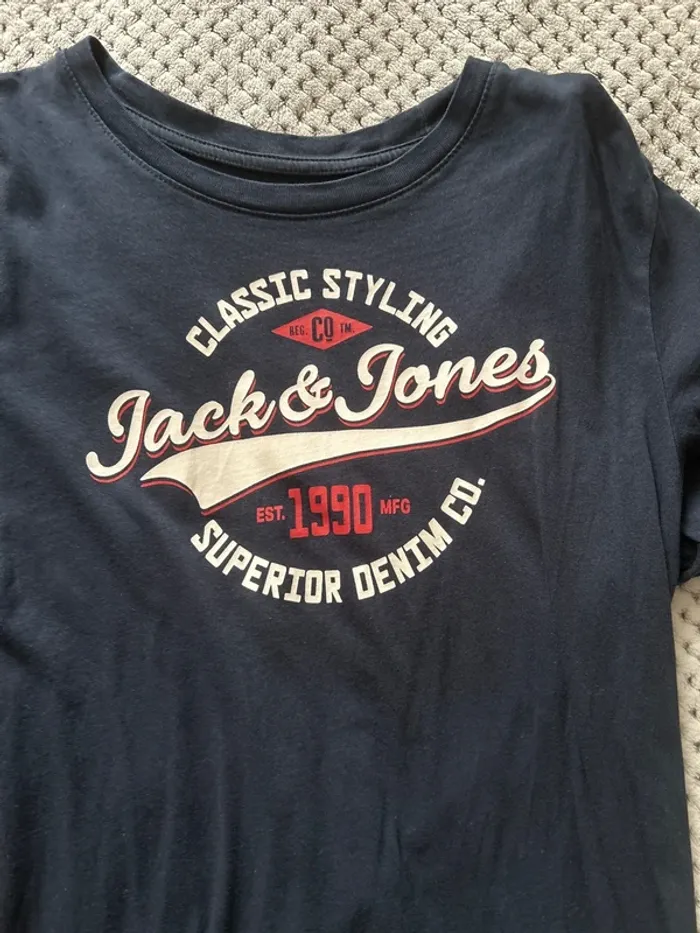 CLASSIC STYLING
REG. CO TM.
Jack & Jones
EST. 1990 MFG
SUPERIOR DENIM CO.